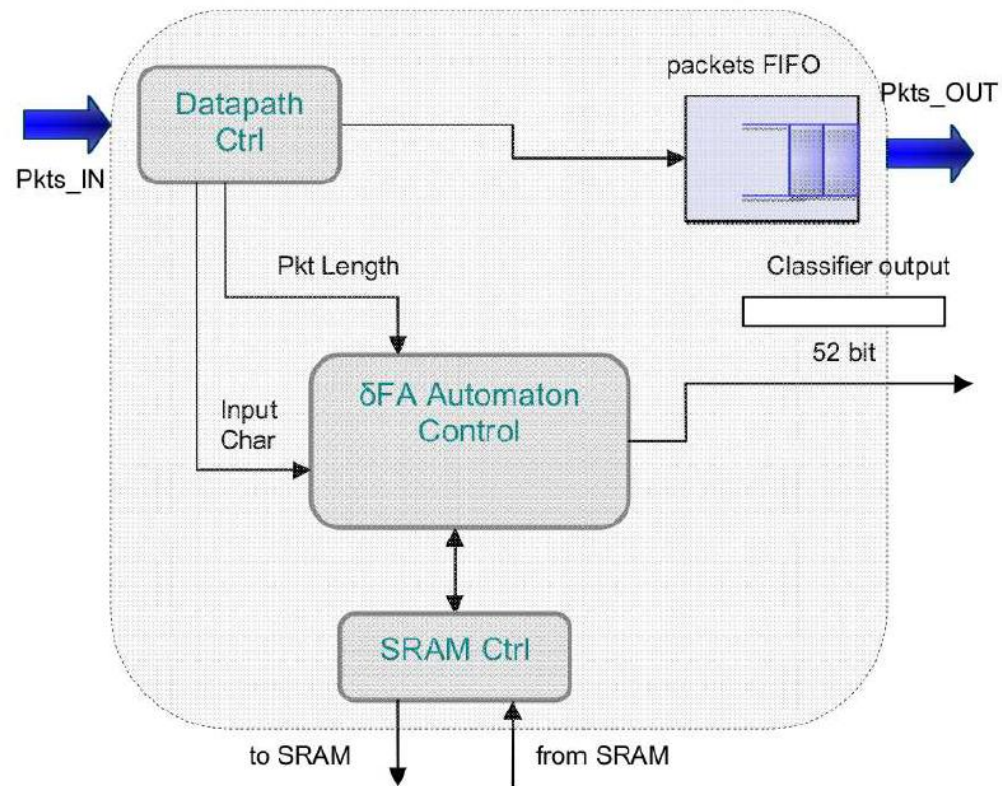 packets FIFO
Datapath
Ctrl
Pkts_OUT
Pkts_IN
Pkt Length
Classifier output
52 bit
δFA Automaton
Control
Input
Char
SRAM Ctrl
to SRAM
from SRAM